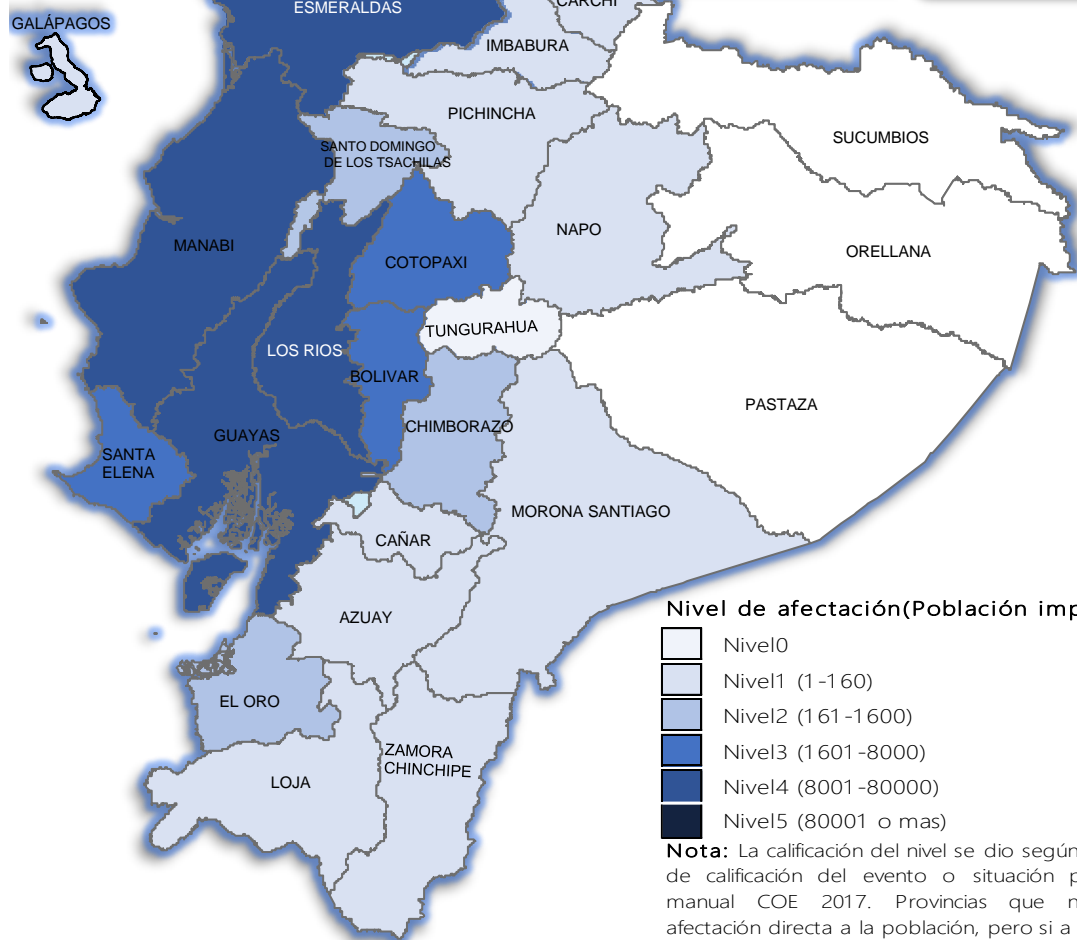 ESMERALDAS
CARCHI
GALÁPAGOS
IMBABURA
PICHINCHA
SUCUMBIOS
SANTO DOMINGO
DE LOS TSACHILAS
NAPO
MANABI
ORELLANA
COTOPAXI
TUNGURAHUA
LOS RIOS
BOLIVAR
PASTAZA
CHIMBORAZO
GUAYAS
SANTA
ELENA
MORONA SANTIAGO
CAÑAR
AZUAY
EL ORO
ZAMORA
CHINCHIPE
LOJA
Nivel de afectación(Población imp
Nivel0
Nivel1 (1-160)
Nivel2 (161-1600)
Nivel3 (1601-8000)
Nivel4 (8001-80000)
Nivel5 (80001 o mas)
Nota: La calificación del nivel se dio según
de calificación del evento o situación p
manual COE 2017. Provincias que n
afectación directa a la población, pero si a